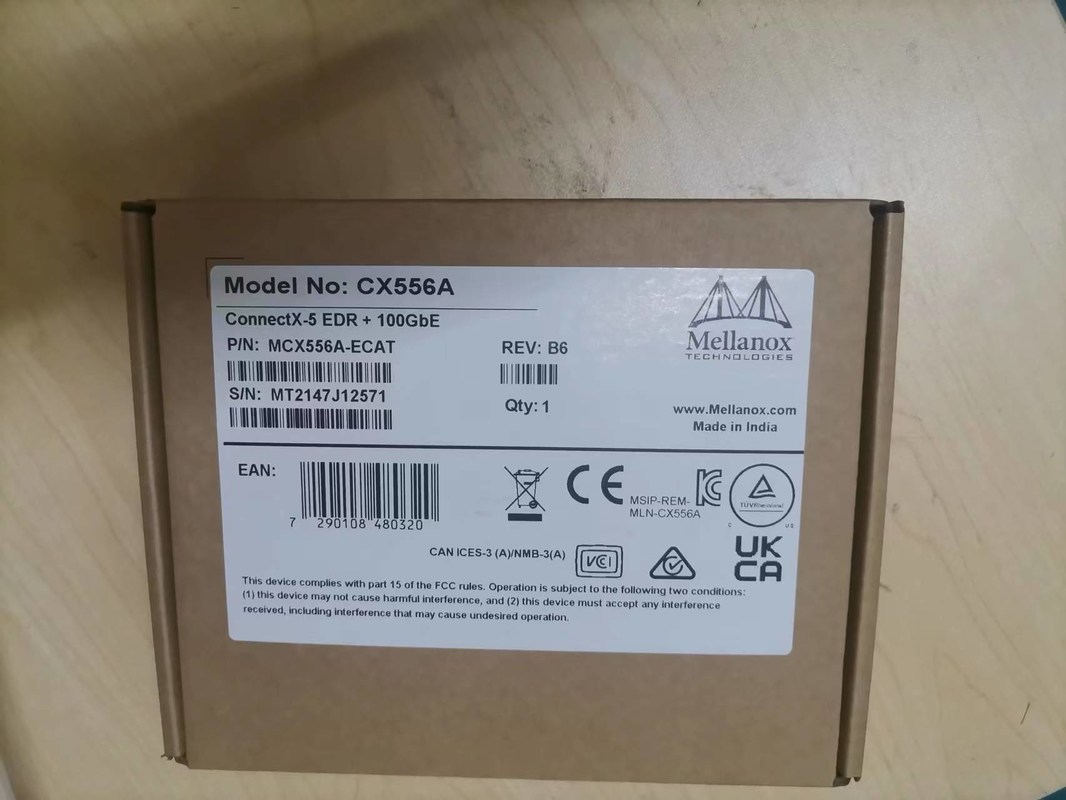 Model No: CX556A
ConnectX-5 EDR + 100GbE
P/N: MCX556A-ECAT
REV: B6
S/N: MT2147J12571
Qty: 1
Mellanox
TECHNOLOGIES
www.Mellanox.com
Made in India
EAN:
7 290108 480320
CE
MSIP-REM-
MLN-CX556A
C US
CAN ICES-3 (A)/NMB-3(A)
VCI
UK
CA
This device complies with part 15 of the FCC rules. Operation is subject to the following two conditions:
(1) this device may not cause harmful interference, and (2) this device must accept any interference
received, including interference that may cause undesired operation.